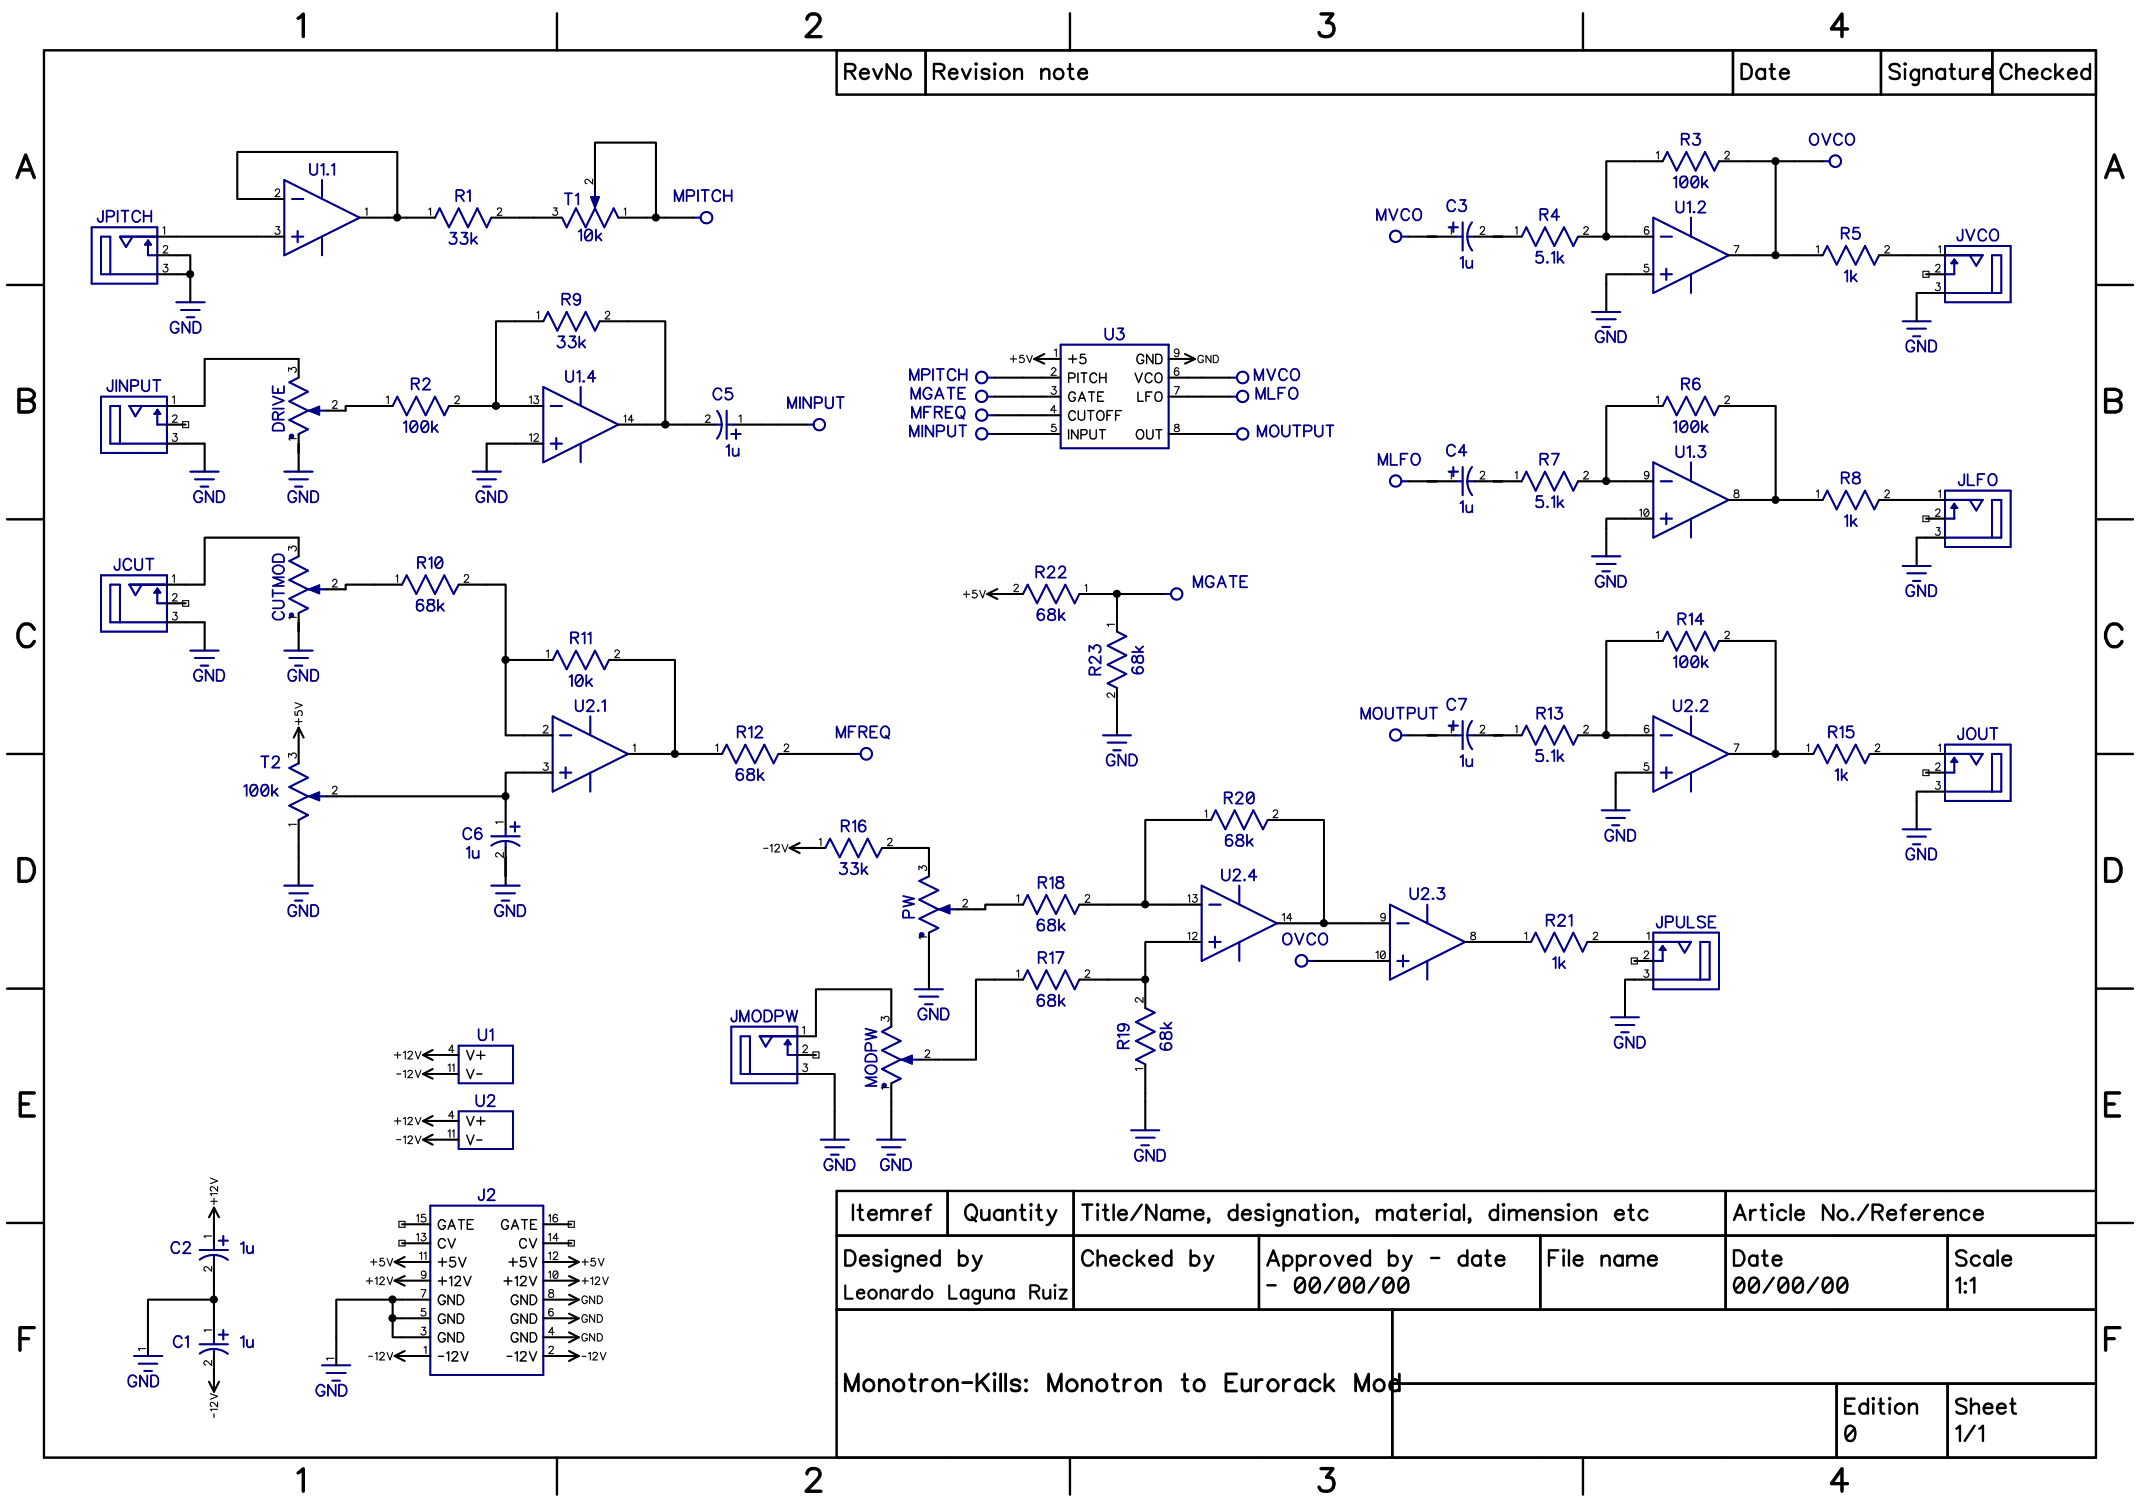 1 2 3 4
RevNo Revision note Date Signature Checked
A A
B B
C C
D D
E E
F F
JPITCH 1 2 3 GND
U1.1 2 3 1
R1 1 2 33k
T1 3 2 1 10k
MPITCH
JINPUT 1 2 3 GND
DRIVE 3 2 1 GND
R2 1 2 100k
R9 1 2 33k
U1.4 13 12 14 GND
C5 2 1 1u
MINPUT
JCUT 1 2 3 GND
CUTMOD 3 2 1 GND
R10 1 2 68k
R11 1 2 10k
U2.1 2 3 1
R12 1 2 68k
MFREQ
+5V T2 100k 3 2 1 GND
C6 1u 1 2 GND
U3
+5V 1 +5 GND 9 GND
MPITCH 2 PITCH VCO 6 MVCO
MGATE 3 GATE LFO 7 MLFO
MFREQ 4 CUTOFF
MINPUT 5 INPUT OUT 8 MOUTPUT
+5V 2 R22 1 68k MGATE
R23 1 2 68k GND
MVCO C3 1 2 1u
R4 1 2 5.1k
R3 1 2 100k
OVCO
U1.2 6 5 7 GND
R5 1 2 1k
JVCO 1 2 3 GND
MLFO C4 1 2 1u
R7 1 2 5.1k
R6 1 2 100k
U1.3 9 10 8 GND
R8 1 2 1k
JLFO 1 2 3 GND
MOUTPUT C7 1 2 1u
R13 1 2 5.1k
R14 1 2 100k
U2.2 6 5 7 GND
R15 1 2 1k
JOUT 1 2 3 GND
-12V R16 1 2 33k
PW 3 2 1 GND
R18 1 2 68k
R20 1 2 68k
U2.4 13 12 14
OVCO
U2.3 9 10 8
R21 1 2 1k
JPULSE 1 2 3 GND
R17 1 2 68k
R19 2 1 68k GND
JMODPW 1 2 3 GND
MODPW 3 2 1 GND
U1
+12V 4 V+
-12V 11 V-
U2
+12V 4 V+
-12V 11 V-
+12V
C2 1 2 1u
C1 1 2 1u
-12V
1 GND
J2
15 GATE GATE 16
13 CV CV 14
+5V 11 +5V +5V 12 +5V
+12V 9 +12V +12V 10 +12V
7 GND GND 8 GND
5 GND GND 6 GND
3 GND GND 4 GND
-12V 1 -12V -12V 2 -12V
1 GND
Itemref Quantity Title/Name, designation, material, dimension etc Article No./Reference
Designed by Checked by Approved by - date File name Date Scale
Leonardo Laguna Ruiz - 00/00/00 00/00/00 1:1
Monotron-Kills: Monotron to Eurorack Mod
Edition Sheet
0 1/1
1 2 3 4